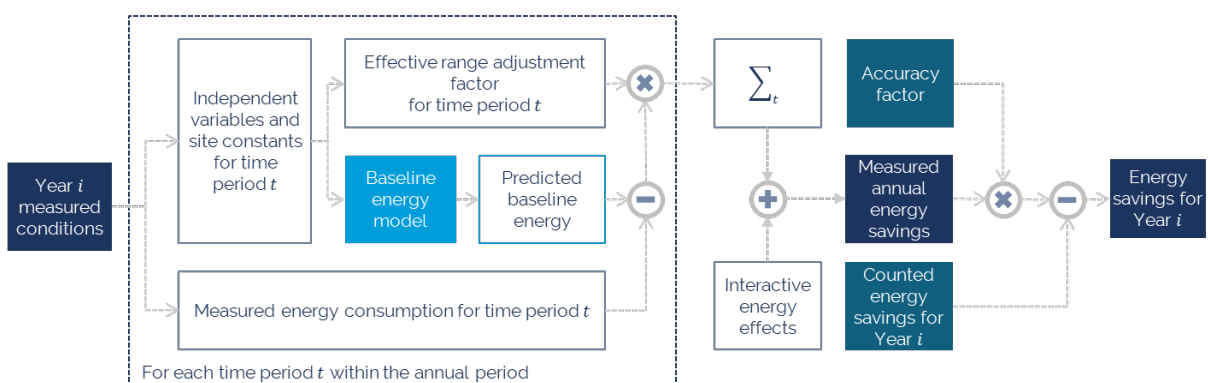 Year i
measured
conditions
Independent
variables and
site constants
for time
period t
Effective range adjustment
factor
for time period t
×
Baseline
energy
model
Predicted
baseline
energy
−
Measured energy consumption for time period t
For each time period t within the annual period
∑t
+
Interactive
energy
effects
Accuracy
factor
Measured
annual
energy
savings
Counted
energy
savings for
Year i
×
−
Energy
savings for
Year i